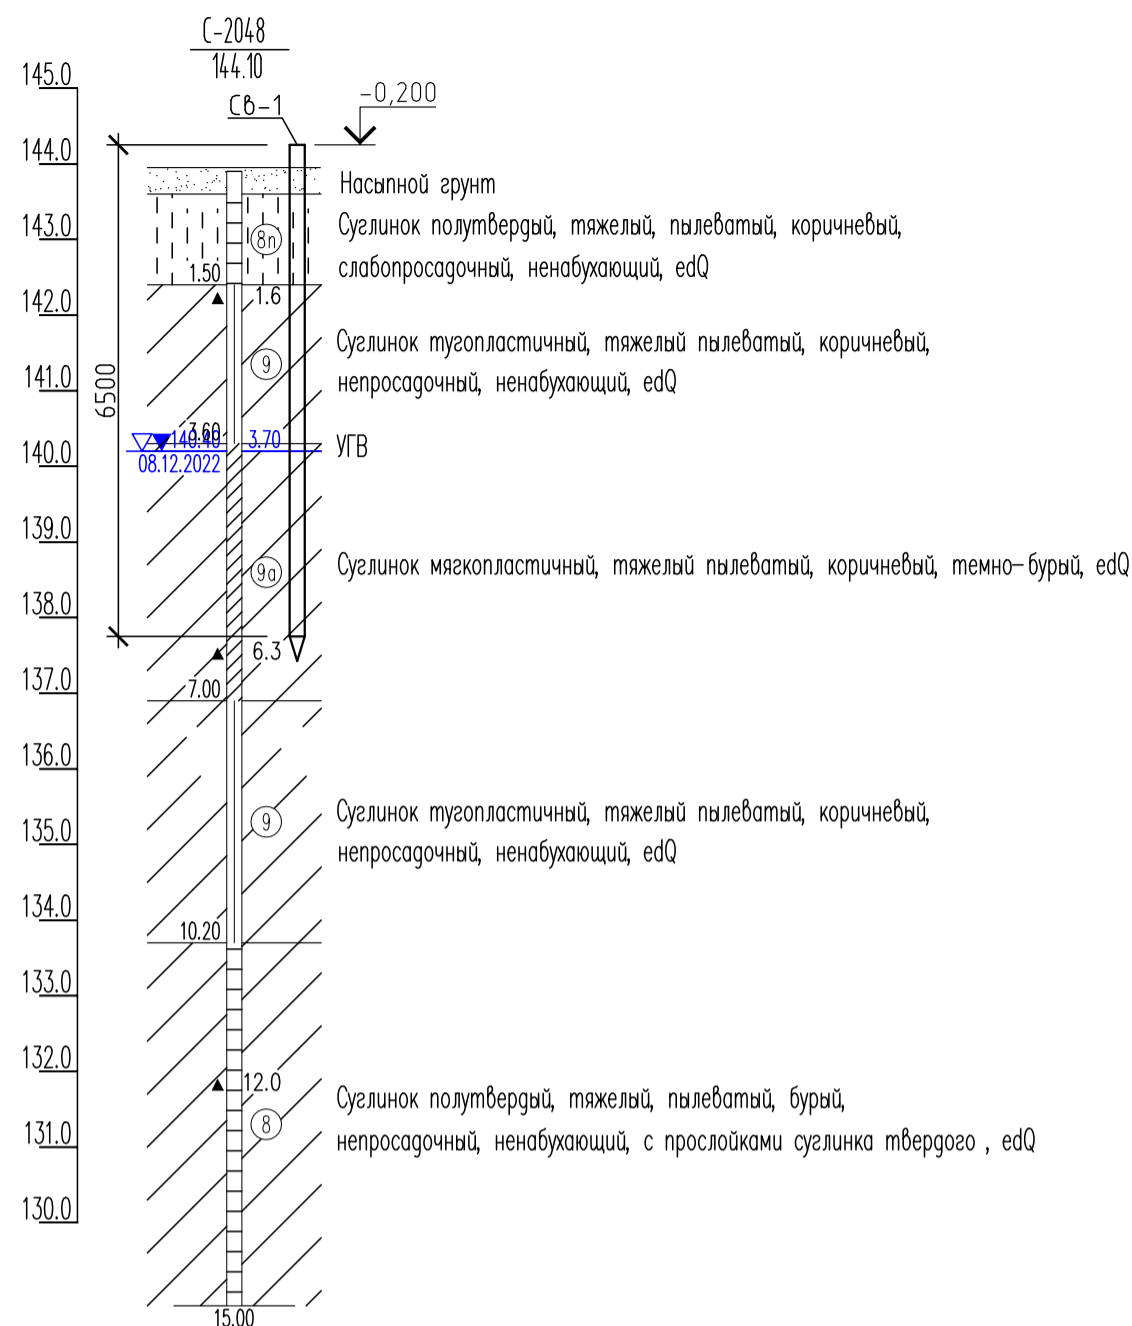 С-2048
144.10
145.0
Св-1
-0,200
144.0
Насыпной грунт
143.0
8п
Суглинок полутвердый, тяжелый, пылеватый, коричневый,
слабопросадочный, ненабухающий, edQ
1.50
1.6
142.0
Суглинок тугопластичный, тяжелый пылеватый, коричневый,
непросадочный, ненабухающий, edQ
9
141.0
6500
3.60
140.40
3.70
УГВ
08.12.2022
140.0
139.0
9а
Суглинок мягкопластичный, тяжелый пылеватый, коричневый, темно-бурый, edQ
138.0
6.3
7.00
137.0
136.0
Суглинок тугопластичный, тяжелый пылеватый, коричневый,
непросадочный, ненабухающий, edQ
9
135.0
134.0
10.20
133.0
132.0
12.0
Суглинок полутвердый, тяжелый, пылеватый, бурый,
непросадочный, ненабухающий, с прослойками суглинка твердого , edQ
8
131.0
130.0
15.00